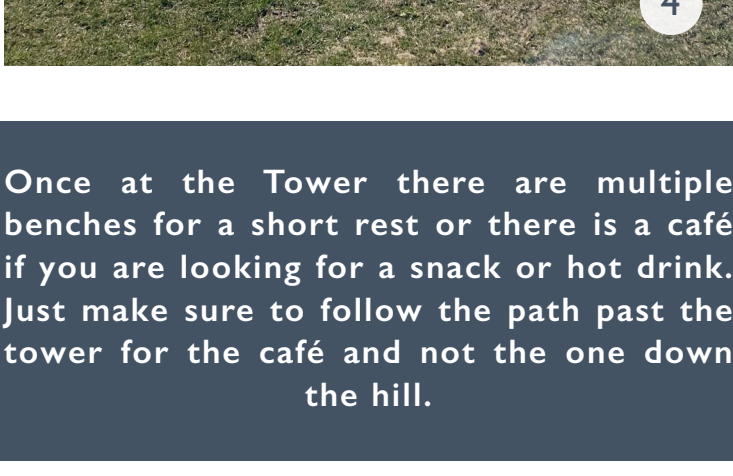 4
Once at the Tower there are multiple
benches for a short rest or there is a café
if you are looking for a snack or hot drink.
Just make sure to follow the path past the
tower for the café and not the one down
the hill.